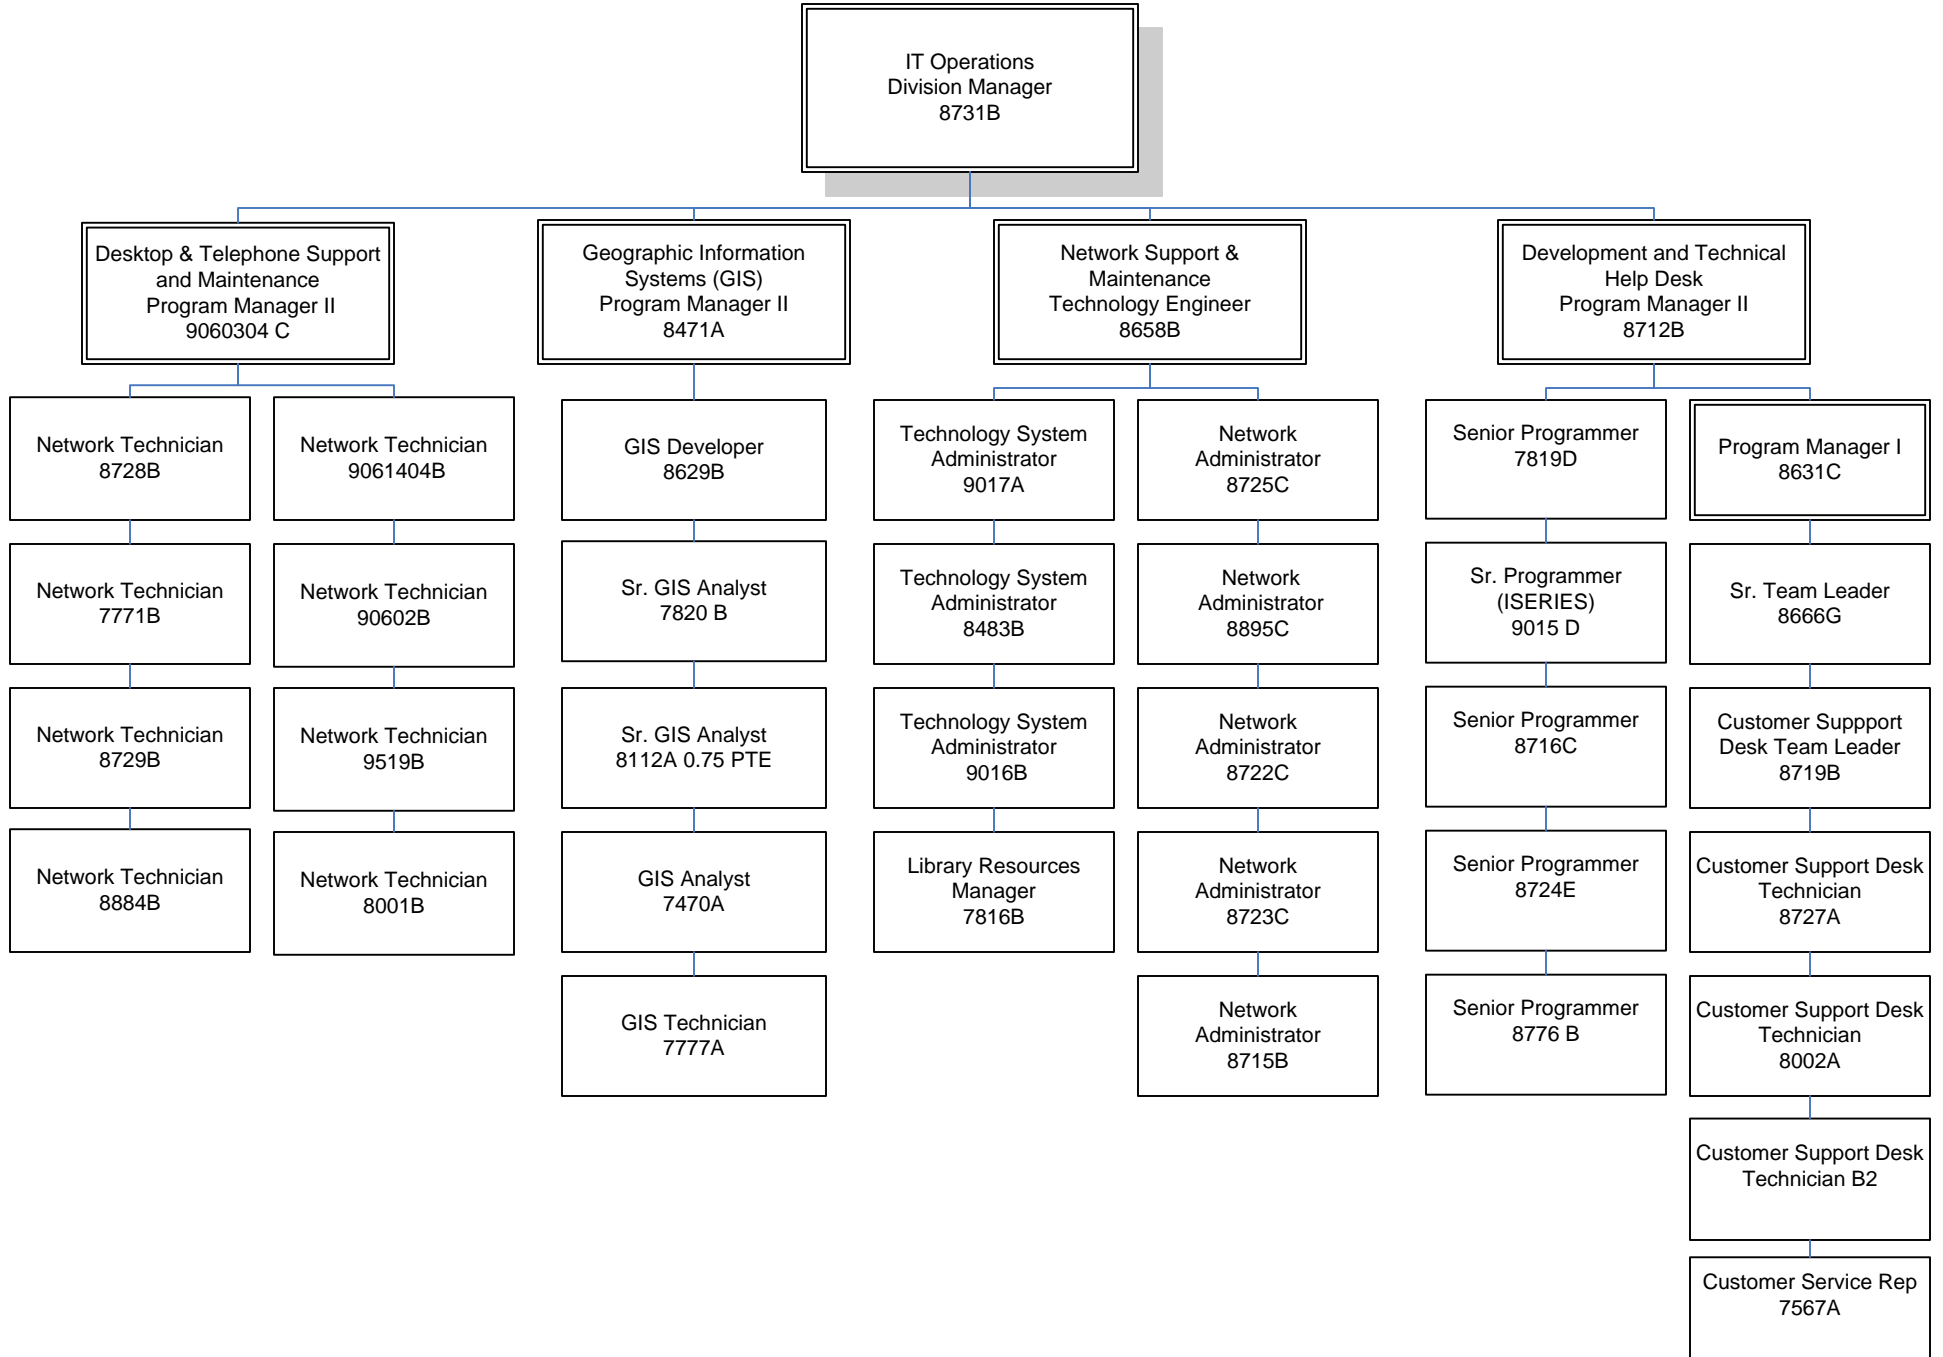 IT Operations
Division Manager
8731B
Desktop & Telephone Support
and Maintenance
Program Manager II
9060304 C
Geographic Information
Systems (GIS)
Program Manager II
8471A
Network Support &
Maintenance
Technology Engineer
8658B
Development and Technical
Help Desk
Program Manager II
8712B
Network Technician
8728B
Network Technician
7771B
Network Technician
8729B
Network Technician
8884B
Network Technician
9061404B
Network Technician
90602B
Network Technician
9519B
Network Technician
8001B
GIS Developer
8629B
Sr. GIS Analyst
7820 B
Sr. GIS Analyst
8112A 0.75 PTE
GIS Analyst
7470A
GIS Technician
7777A
Technology System
Administrator
9017A
Technology System
Administrator
8483B
Technology System
Administrator
9016B
Library Resources
Manager
7816B
Network
Administrator
8725C
Network
Administrator
8895C
Network
Administrator
8722C
Network
Administrator
8723C
Network
Administrator
8715B
Senior Programmer
7819D
Sr. Programmer
(ISERIES)
9015 D
Senior Programmer
8716C
Senior Programmer
8724E
Senior Programmer
8776 B
Program Manager I
8631C
Sr. Team Leader
8666G
Customer Suppport
Desk Team Leader
8719B
Customer Support Desk
Technician
8727A
Customer Support Desk
Technician
8002A
Customer Support Desk
Technician B2
Customer Service Rep
7567A